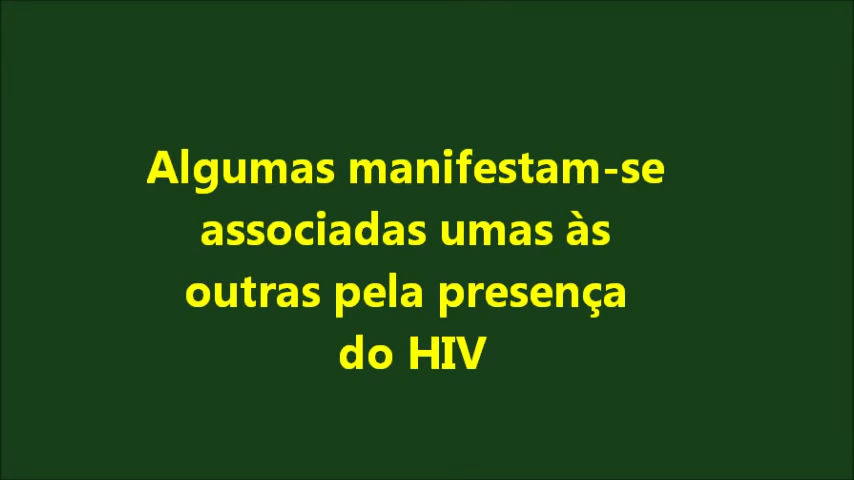 Algumas manifestam-se
associadas umas às
outras pela presença
do HIV